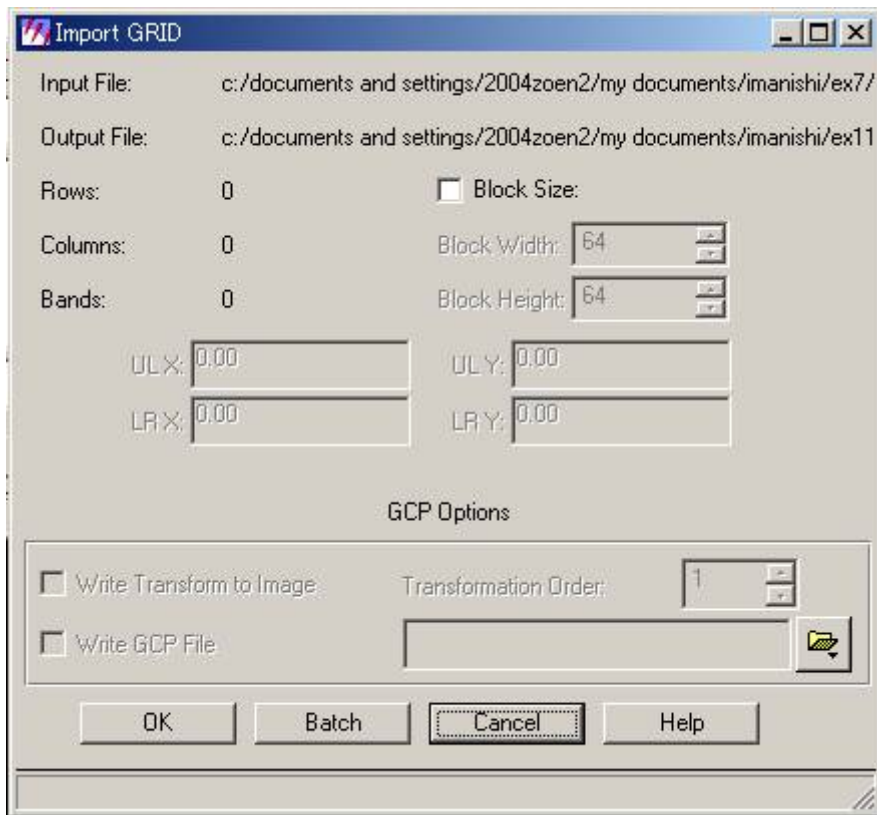 Import GRID
Input File: c:/documents and settings/2004zoen2/my documents/imanishi/ex7/
Output File: c:/documents and settings/2004zoen2/my documents/imanishi/ex11
Rows: 0 Block Size:
Columns: 0 Block Width: 64
Bands: 0 Block Height: 64
UL X: 0.00 UL Y: 0.00
LR X: 0.00 LR Y: 0.00
GCP Options
Write Transform to Image Transformation Order: 1
Write GCP File
OK Batch Cancel Help